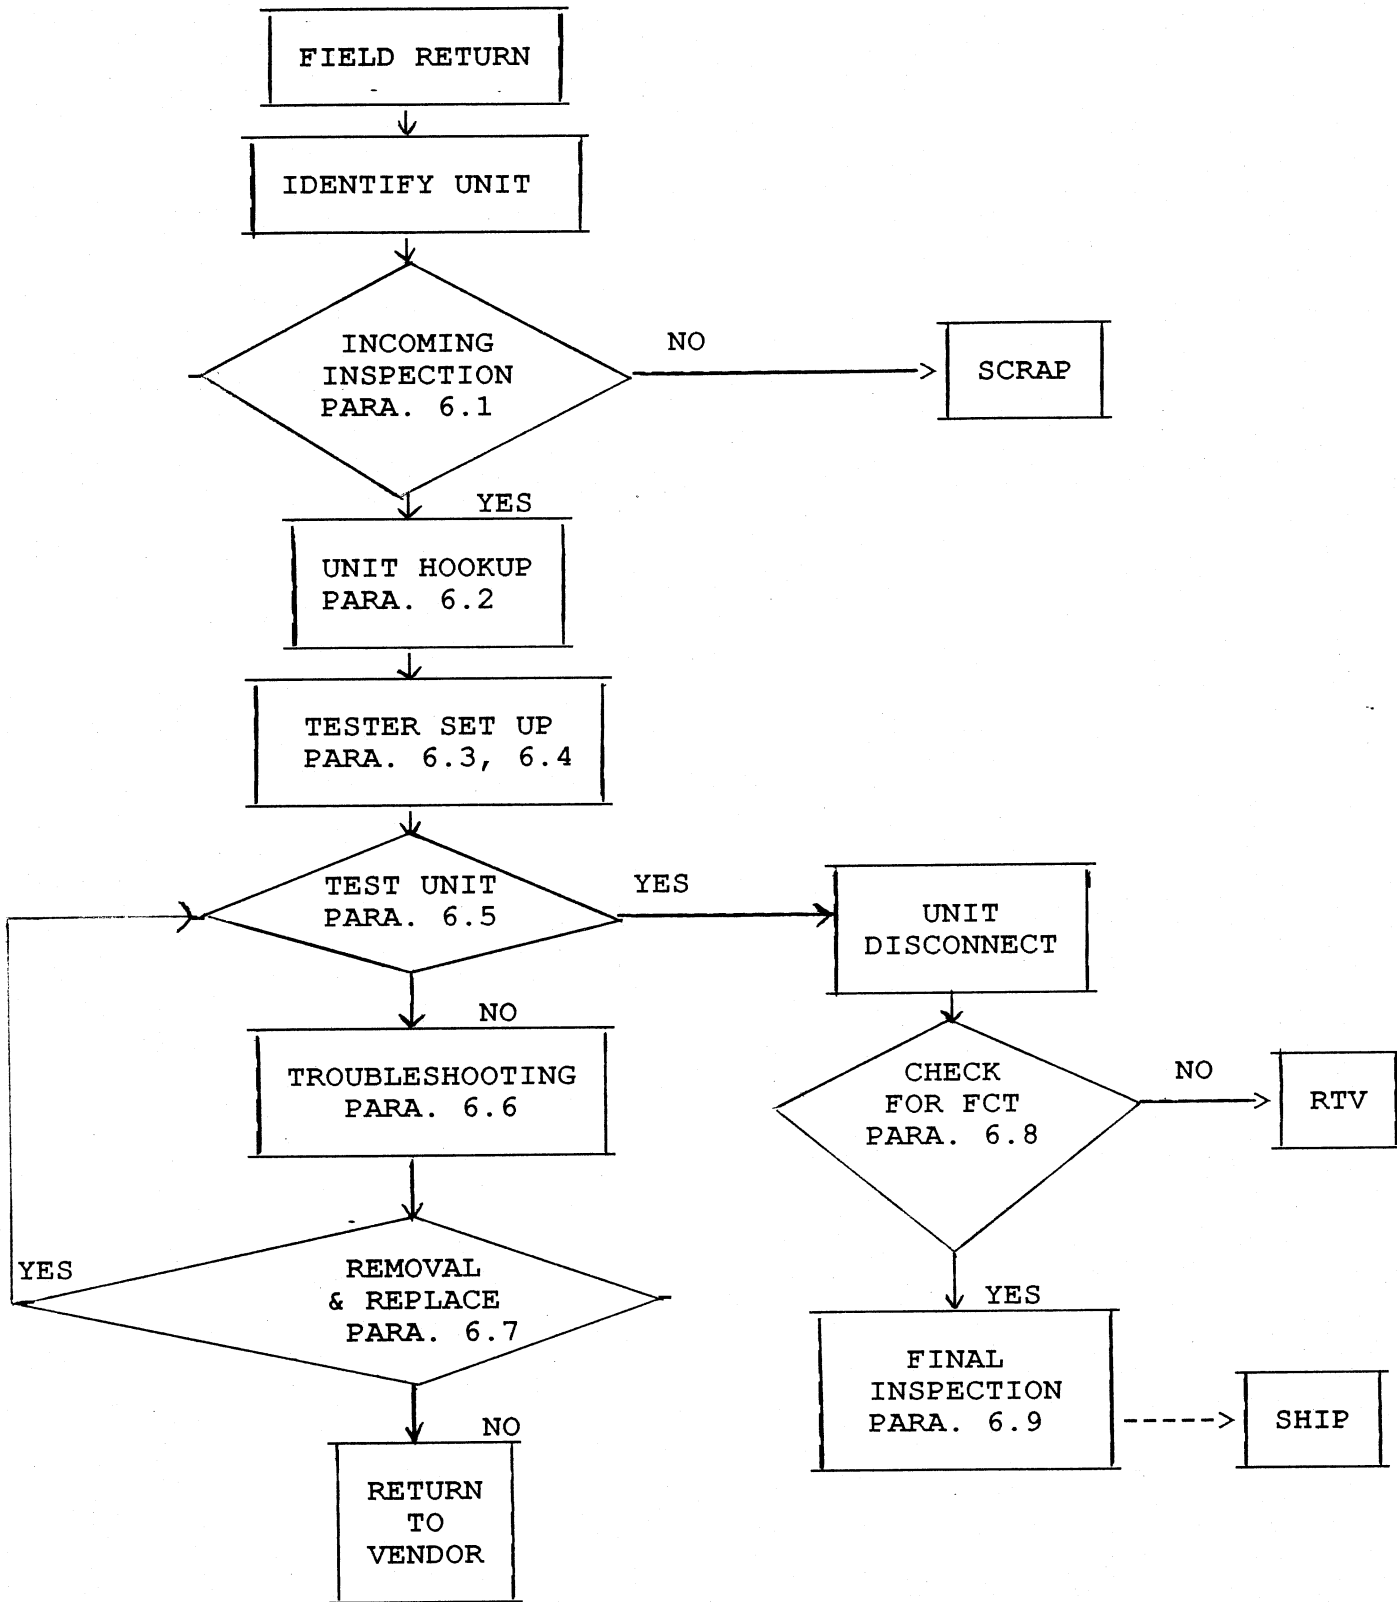 FIELD RETURN
IDENTIFY UNIT
INCOMING
INSPECTION
PARA. 6.1
NO
SCRAP
YES
UNIT HOOKUP
PARA. 6.2
TESTER SET UP
PARA. 6.3, 6.4
TEST UNIT
PARA. 6.5
YES
UNIT
DISCONNECT
NO
TROUBLESHOOTING
PARA. 6.6
CHECK
FOR FCT
PARA. 6.8
NO
RTV
YES
REMOVAL
& REPLACE
PARA. 6.7
YES
FINAL
INSPECTION
PARA. 6.9
SHIP
NO
RETURN
TO
VENDOR